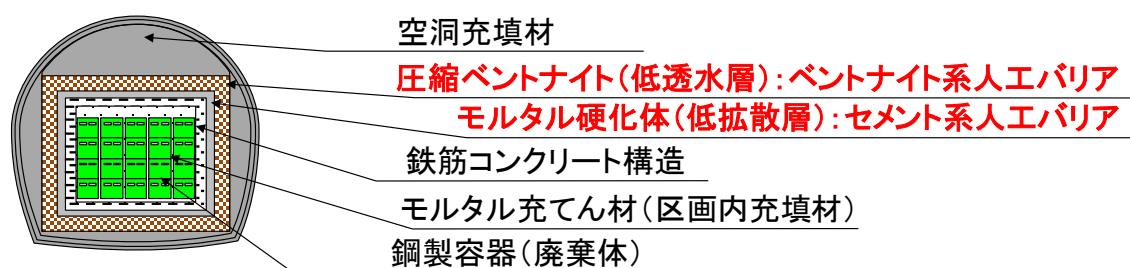 空洞充填材
圧縮ベントナイト(低透水層):ベントナイト系人工バリア
モルタル硬化体(低拡散層):セメント系人工バリア
鉄筋コンクリート構造
モルタル充てん材(区画内充填材)
鋼製容器(廃棄体)